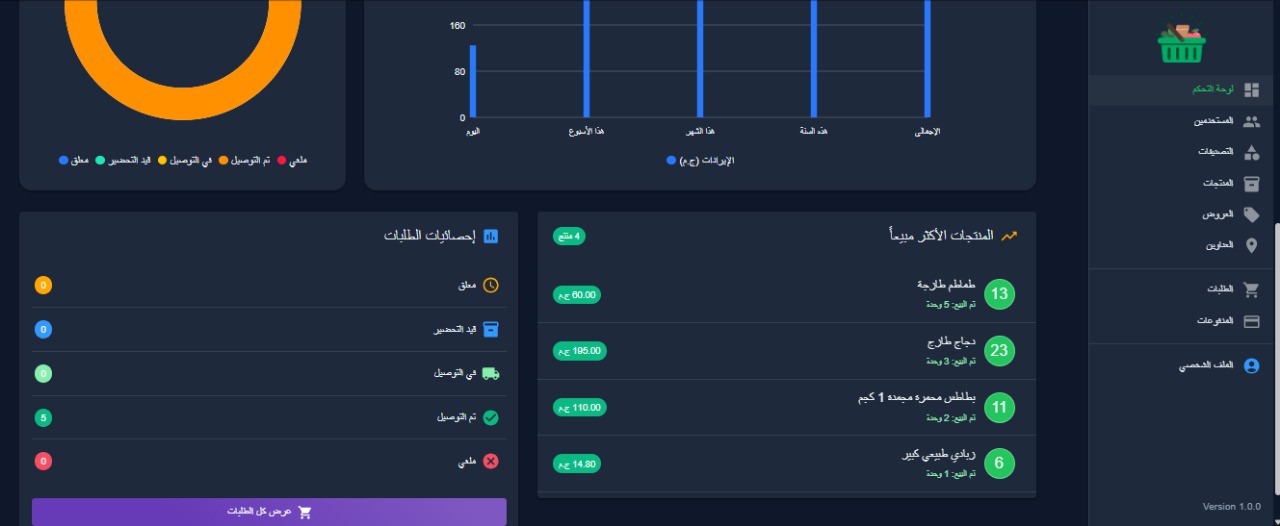 لوحة التحكم
المستخدمين
التصنيفات
المنتجات
العروض
العناوين
الطلبات
المدفوعات
الملف الشخصي
Version 1.0.0
160
80
0
اليوم
هذا الأسبوع
هذا الشهر
هذه السنة
الإجمالي
الإيرادات (ج.م)
معلق
قيد التحضير
في التوصيل
تم التوصيل
ملغي
المنتجات الأكثر مبيعاً
4 منتج
13
طماطم طازجة
تم البيع: 5 وحدة
60.00 ج.م
23
دجاج طازج
تم البيع: 3 وحدة
195.00 ج.م
11
بطاطس محمره مجمده 1 كجم
تم البيع: 2 وحدة
110.00 ج.م
6
زبادي طبيعي كبير
تم البيع: 1 وحدة
14.80 ج.م
إحصائيات الطلبات
معلق
0
قيد التحضير
0
في التوصيل
0
تم التوصيل
5
ملغي
0
عرض كل الطلبات